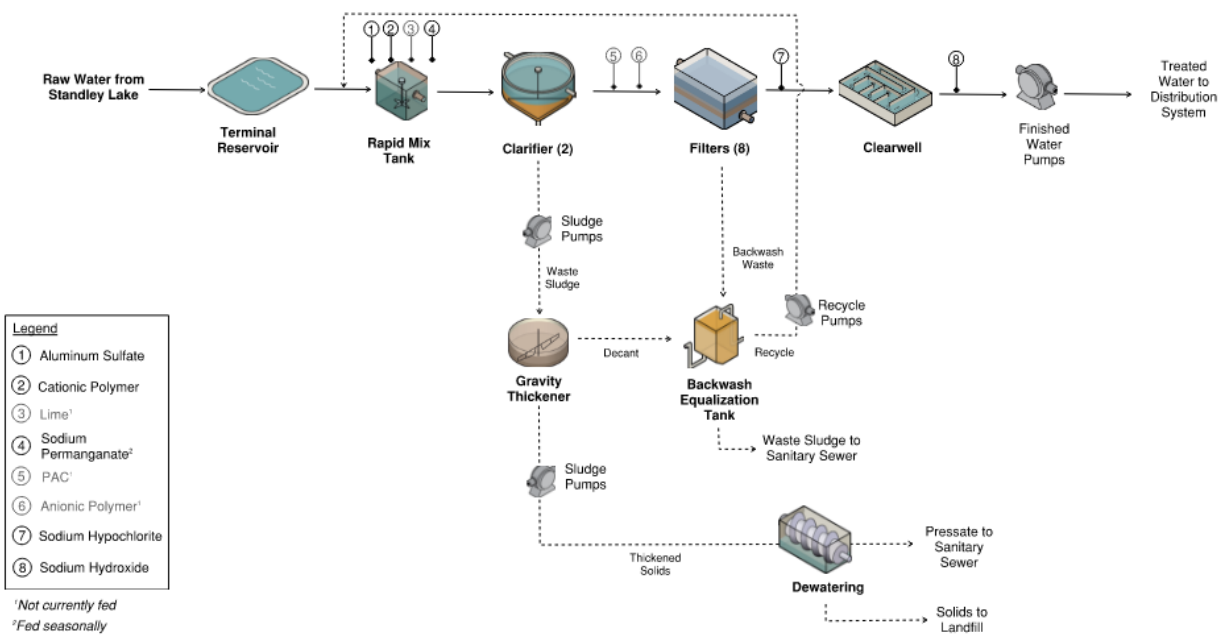 1
2
3
4
Raw Water from
Standley Lake
Terminal
Reservoir
Rapid Mix
Tank
Clarifier (2)
5
6
Filters (8)
7
Clearwell
8
Finished
Water
Pumps
Treated
Water to
Distribution
System
Sludge
Pumps
Waste
Sludge
Backwash
Waste
Recycle
Pumps
Gravity
Thickener
Decant
Backwash
Equalization
Tank
Recycle
Waste Sludge to
Sanitary Sewer
Sludge
Pumps
Thickened
Solids
Dewatering
Pressate to
Sanitary
Sewer
Solids to
Landfill
Legend
1 Aluminum Sulfate
2 Cationic Polymer
3 Lime¹
4 Sodium
Permanganate²
5 PAC¹
6 Anionic Polymer¹
7 Sodium Hypochlorite
8 Sodium Hydroxide
¹Not currently fed
²Fed seasonally